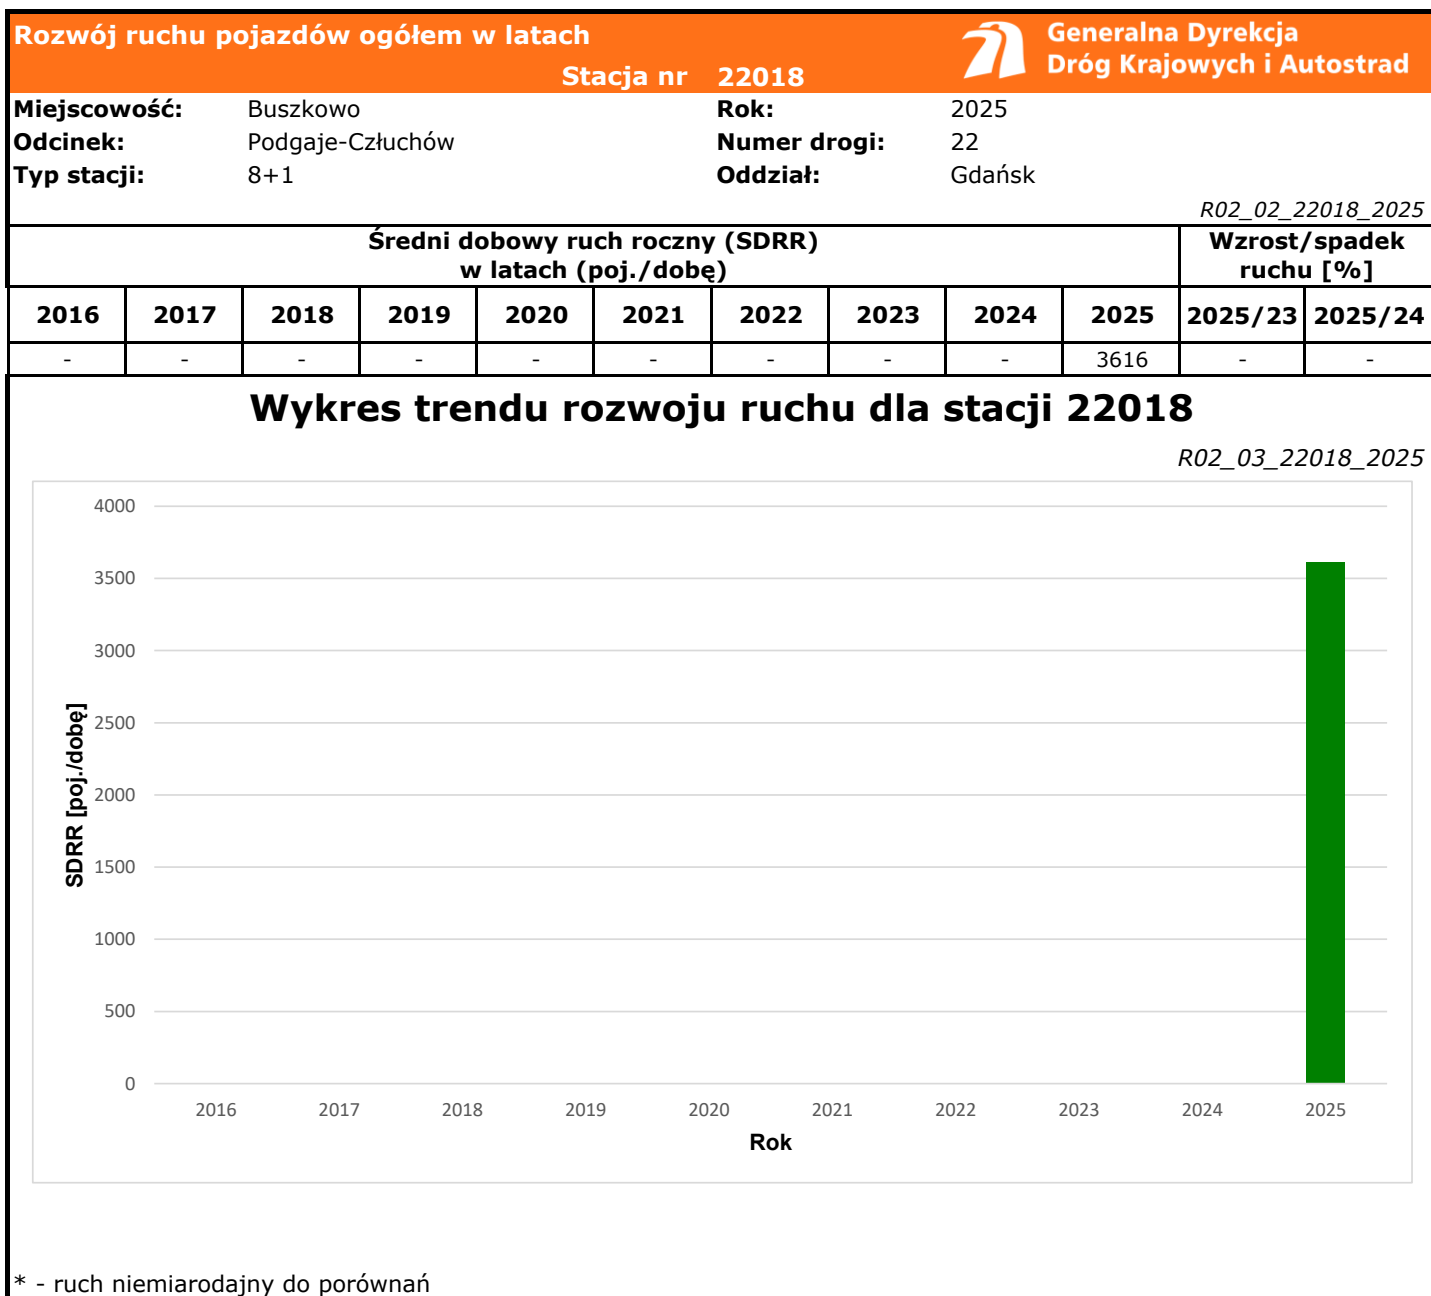 Rozwój ruchu pojazdów ogółem w latach
Generalna Dyrekcja
Dróg Krajowych i Autostrad
Stacja nr 22018
Miejscowość: Buszkowo Rok: 2025
Odcinek: Podgaje-Człuchów Numer drogi: 22
Typ stacji: 8+1 Oddział: Gdańsk
R02_02_22018_2025
Średni dobowy ruch roczny (SDRR)
w latach (poj./dobę)
Wzrost/spadek
ruchu [%]
2016 2017 2018 2019 2020 2021 2022 2023 2024 2025 2025/23 2025/24
- - - - - - - - - 3616 - -
Wykres trendu rozwoju ruchu dla stacji 22018
R02_03_22018_2025
4000
3500
3000
2500
2000
1500
1000
500
0
SDRR [poj./dobę]
2016 2017 2018 2019 2020 2021 2022 2023 2024 2025
Rok
* - ruch niemiarodajny do porównań